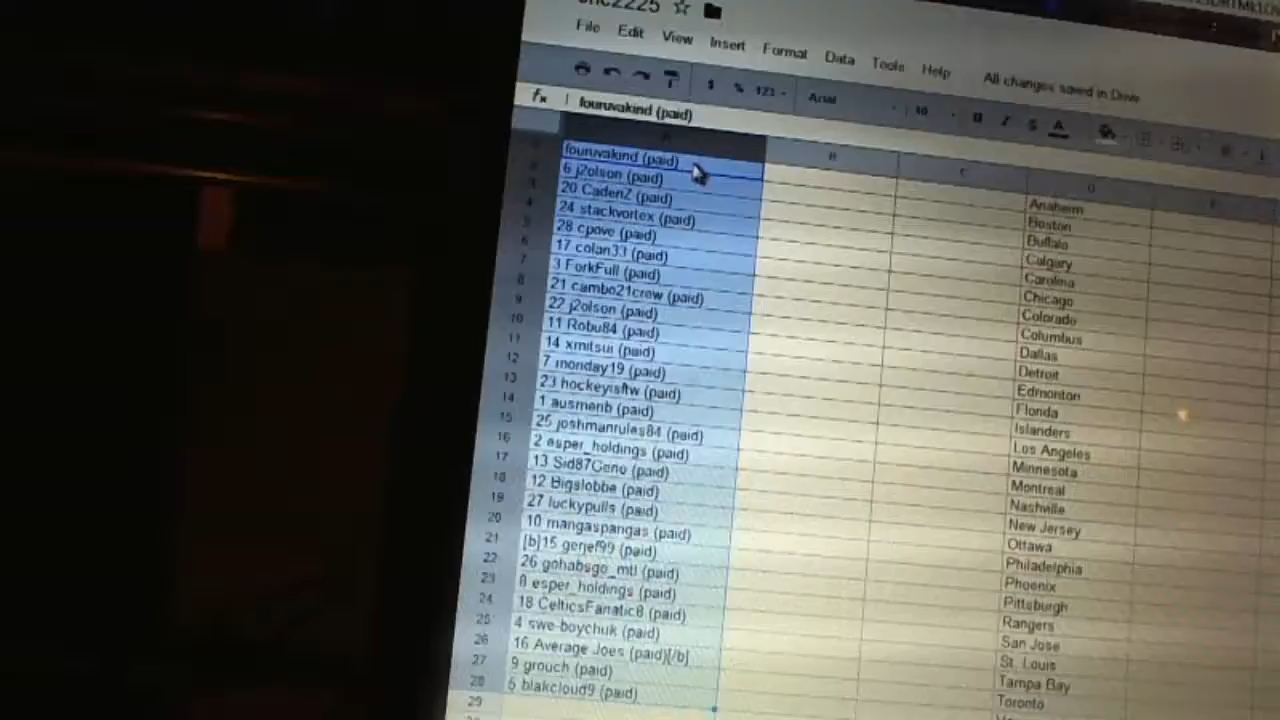 File Edit View Insert Format Data Tools Help All changes saved in Drive
$ % 123 Arial 10 B I S A
fx fouruvakind (paid)
B C D
fouruvakind (paid) Anaheim
6 j2olson (paid) Boston
20 CadenZ (paid) Buffalo
24 stackvortex (paid) Calgary
28 cpove (paid) Carolina
17 colan33 (paid) Chicago
3 ForkFull (paid) Colorado
21 cambo21crew (paid) Columbus
22 j2olson (paid) Dallas
11 Robu84 (paid) Detroit
14 xmitsui (paid) Edmonton
7 monday19 (paid) Florida
23 hockeyisftw (paid) Islanders
1 ausmenb (paid) Los Angeles
25 joshmanrules84 (paid) Minnesota
2 esper_holdings (paid) Montreal
13 Sid87Geno (paid) Nashville
12 Bigslobbe (paid) New Jersey
27 luckypulls (paid) Ottawa
10 mangaspangas (paid) Philadelphia
[b]15 gerjef99 (paid) Phoenix
26 gohabsgo_mtl (paid) Pittsburgh
8 esper_holdings (paid) Rangers
18 CelticsFanatic8 (paid) San Jose
4 swe-boychuk (paid) St. Louis
16 Average Joes (paid)[/b] Tampa Bay
9 grouch (paid) Toronto
5 blakcloud9 (paid)
29